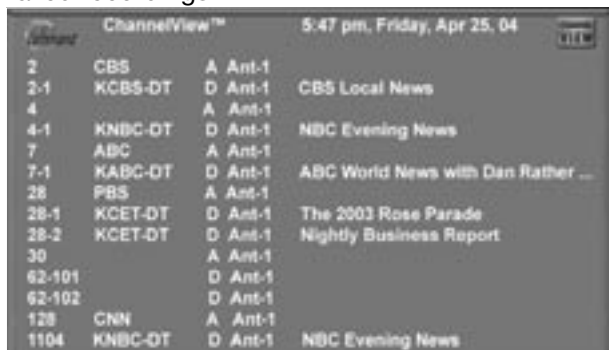 ChannelView™ 5:47 pm, Friday, Apr 25, 04
VIEW
2 CBS A Ant-1
2-1 KCBS-DT D Ant-1 CBS Local News
4 A Ant-1
4-1 KNBC-DT D Ant-1 NBC Evening News
7 ABC A Ant-1
7-1 KABC-DT D Ant-1 ABC World News with Dan Rather ...
28 PBS A Ant-1
28-1 KCET-DT D Ant-1 The 2003 Rose Parade
28-2 KCET-DT D Ant-1 Nightly Business Report
30 A Ant-1
62-101 D Ant-1
62-102 D Ant-1
128 CNN A Ant-1
1104 KNBC-DT D Ant-1 NBC Evening News